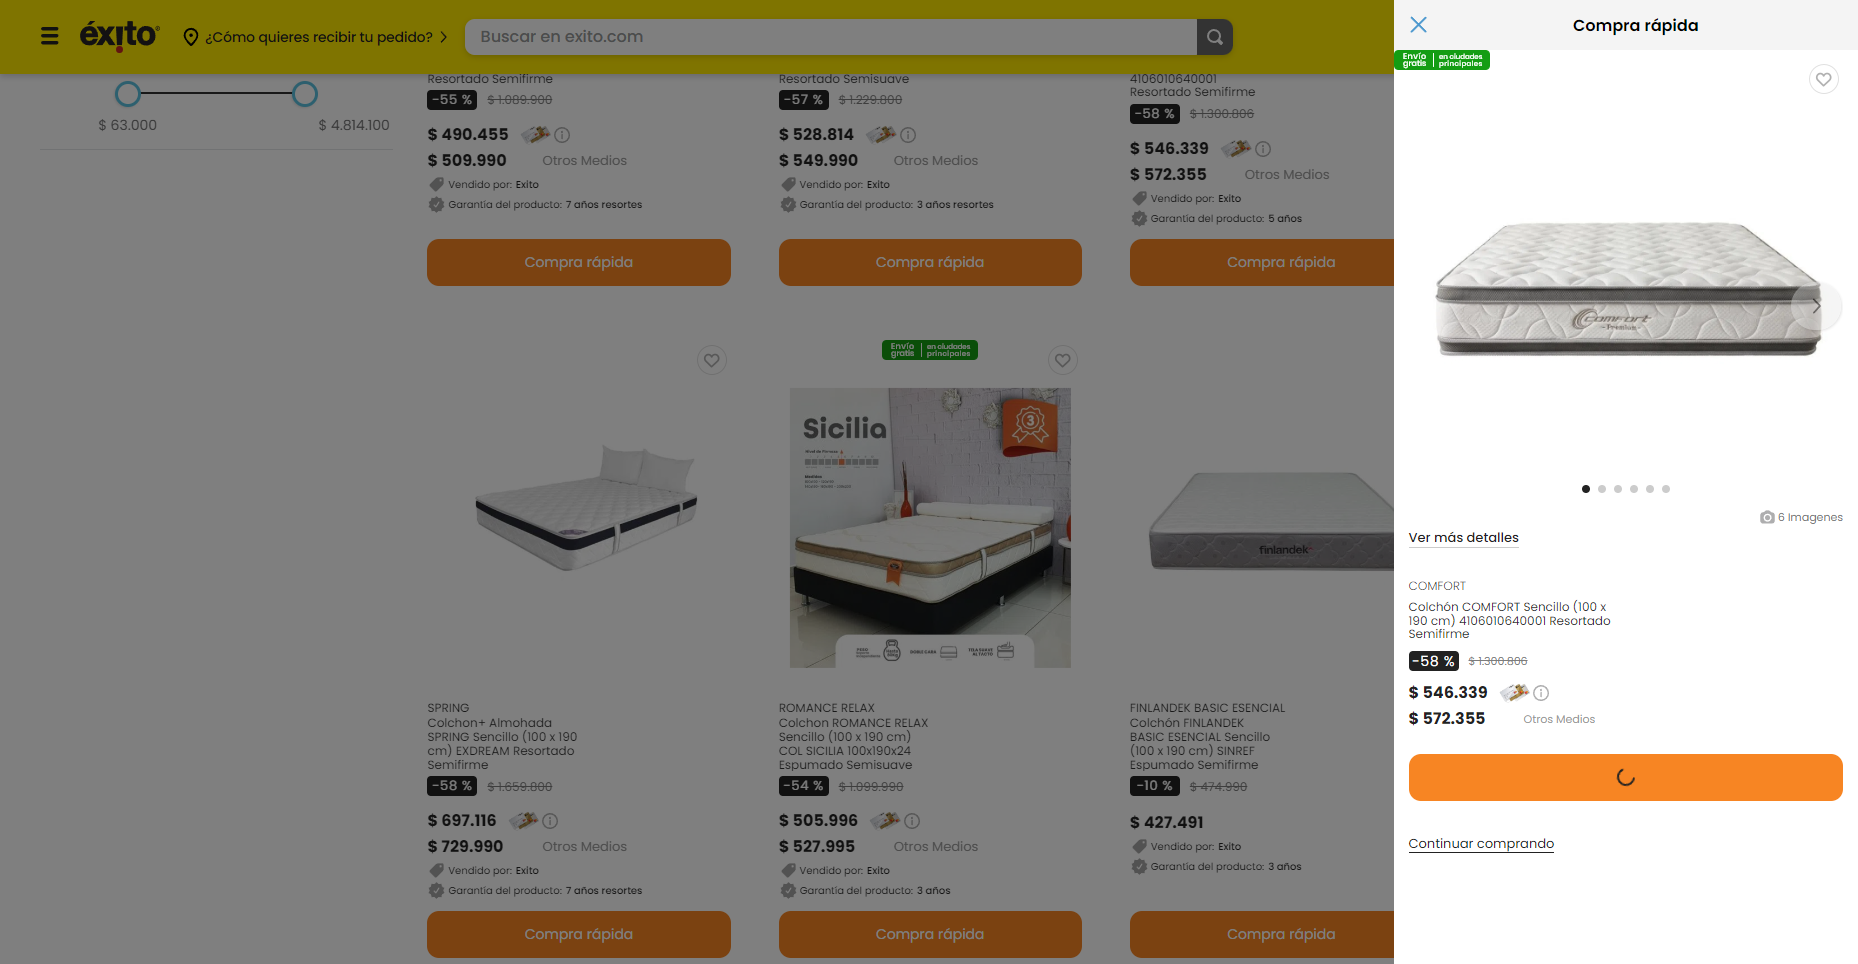 éxito
¿Cómo quieres recibir tu pedido?
Buscar en exito.com
$ 63.000
$ 4.814.100
Resortado Semifirme
-55 %
$ 1.089.900
$ 490.455
$ 509.990
Otros Medios
Vendido por: Exito
Garantía del producto: 7 años resortes
Compra rápida
Resortado Semisuave
-57 %
$ 1.229.800
$ 528.814
$ 549.990
Otros Medios
Vendido por: Exito
Garantía del producto: 3 años resortes
Compra rápida
4106010640001
Resortado Semifirme
-58 %
$ 1.300.806
$ 546.339
$ 572.355
Otros Medios
Vendido por: Exito
Garantía del producto: 5 años
Compra rápida
SPRING
Colchon+ Almohada
SPRING Sencillo (100 x 190
cm) EXDREAM Resortado
Semifirme
-58 %
$ 1.659.800
$ 697.116
$ 729.990
Otros Medios
Vendido por: Exito
Garantía del producto: 7 años resortes
Compra rápida
Envío gratis
en ciudades principales
Sicilia
3
ROMANCE RELAX
Colchon ROMANCE RELAX
Sencillo (100 x 190 cm)
COL SICILIA 100x190x24
Espumado Semisuave
-54 %
$ 1.099.990
$ 505.996
$ 527.995
Otros Medios
Vendido por: Exito
Garantía del producto: 3 años
Compra rápida
finlandek
FINLANDEK BASIC ESENCIAL
Colchón FINLANDEK
BASIC ESENCIAL Sencillo
(100 x 190 cm) SINREF
Espumado Semifirme
-10 %
$ 474.990
$ 427.491
Vendido por: Exito
Garantía del producto: 3 años
Compra rápida
Compra rápida
Envío gratis
en ciudades principales
comfort
Premium
6 Imagenes
Ver más detalles
COMFORT
Colchón COMFORT Sencillo (100 x
190 cm) 4106010640001 Resortado
Semifirme
-58 %
$ 1.300.806
$ 546.339
$ 572.355
Otros Medios
Continuar comprando